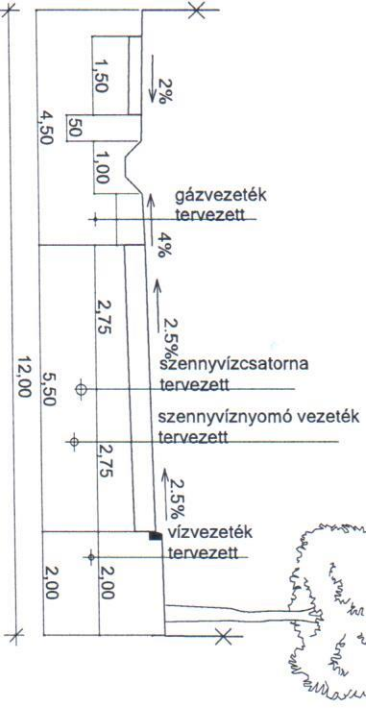 2%
1,50
50
4,50
1,00
gázvezeték
tervezett
4%
2,75
2.5%
szennyvízcsatorna
tervezett
12,00
5,50
szennyvíznyomó vezeték
tervezett
2,75
2.5%
vízvezeték
tervezett
2,00
2,00